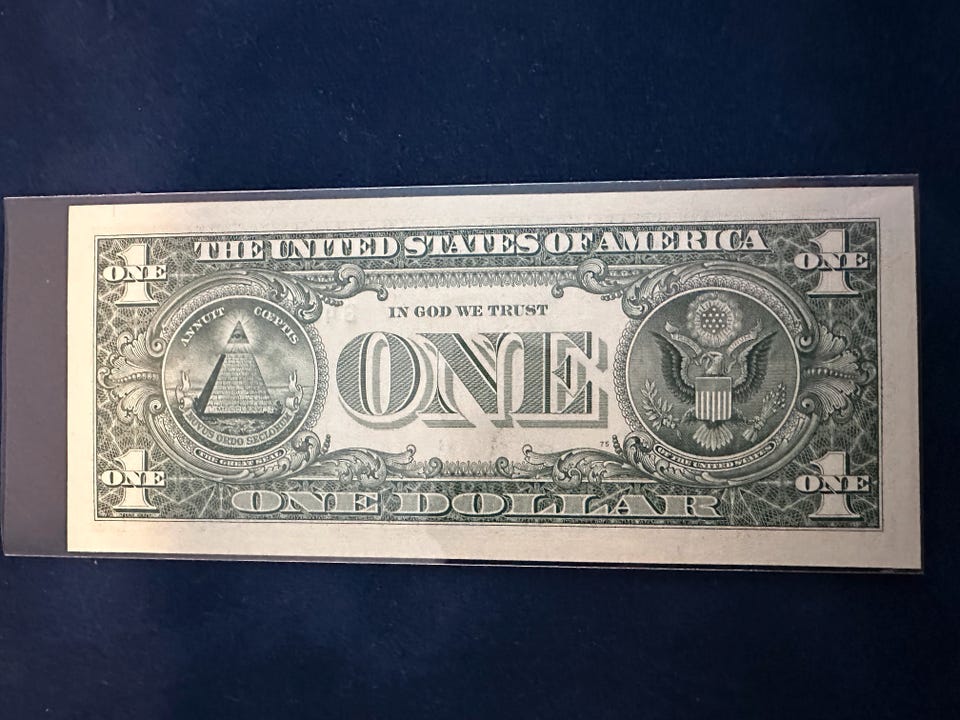 THE UNITED STATES OF AMERICA
1
ONE
1
ONE
IN GOD WE TRUST
ANNUIT CŒPTIS
ONE
NOVUS ORDO SECLORUM
THE GREAT SEAL
75
OF THE UNITED STATES
1
ONE
1
ONE
ONE DOLLAR